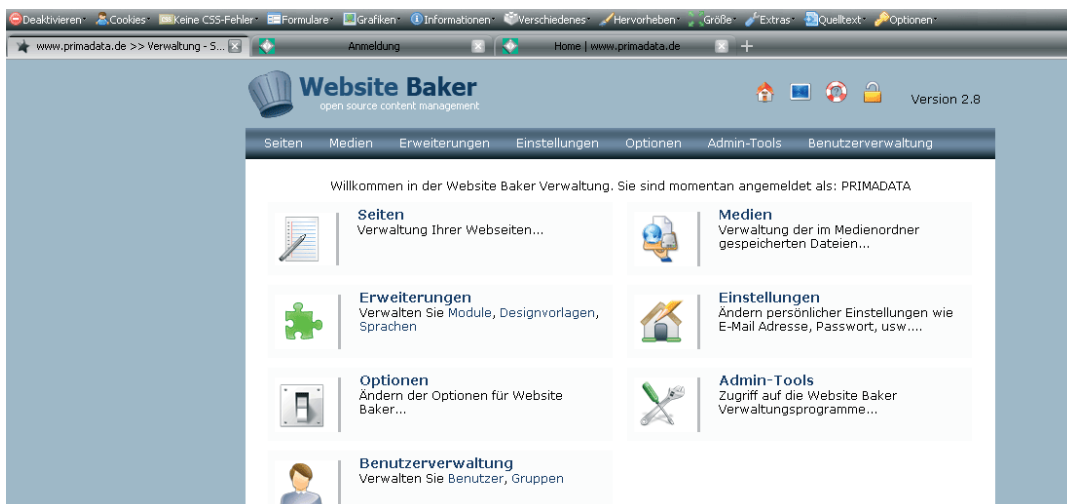 Deaktivieren Cookies Keine CSS-Fehler Formulare Grafiken Informationen Verschiedenes Hervorheben Größe Extras Quelltext Optionen
www.primadata.de >> Verwaltung - S... Anmeldung Home | www.primadata.de
Website Baker
open source content management
Version 2.8
Seiten Medien Erweiterungen Einstellungen Optionen Admin-Tools Benutzerverwaltung
Willkommen in der Website Baker Verwaltung. Sie sind momentan angemeldet als: PRIMADATA
Seiten
Verwaltung Ihrer Webseiten...
Medien
Verwaltung der im Medienordner
gespeicherten Dateien...
Erweiterungen
Verwalten Sie Module, Designvorlagen,
Sprachen
Einstellungen
Ändern persönlicher Einstellungen wie
E-Mail Adresse, Passwort, usw....
Optionen
Ändern der Optionen für Website
Baker...
Admin-Tools
Zugriff auf die Website Baker
Verwaltungsprogramme...
Benutzerverwaltung
Verwalten Sie Benutzer, Gruppen